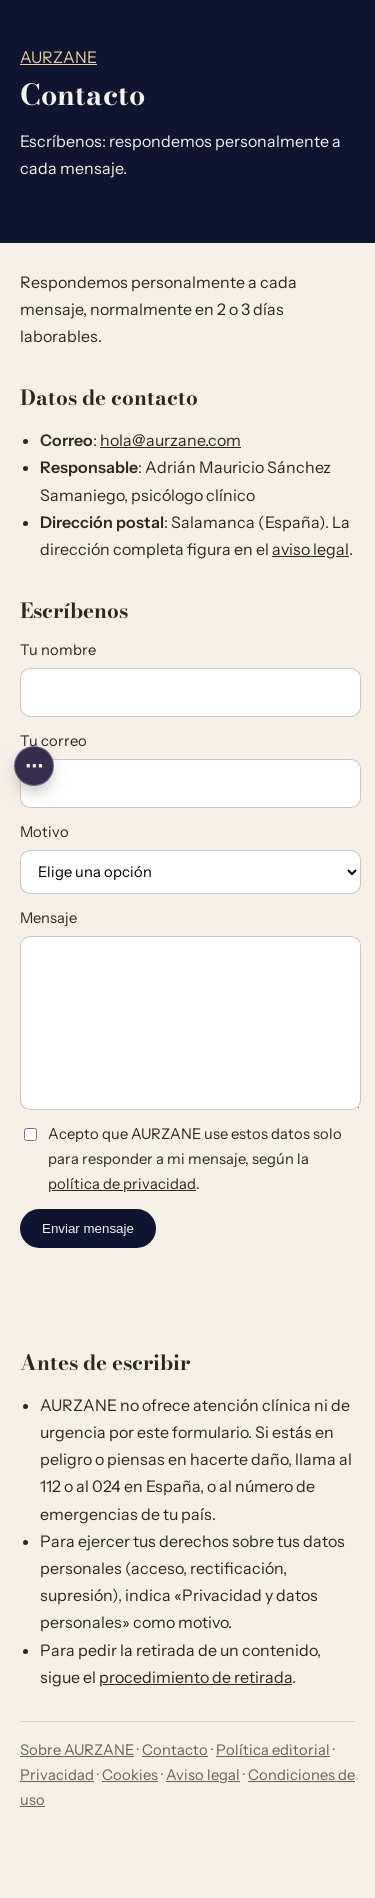 AURZANE
Contacto
Escríbenos: respondemos personalmente a
cada mensaje.
Respondemos personalmente a cada
mensaje, normalmente en 2 o 3 días
laborables.
Datos de contacto
Correo: hola@aurzane.com
Responsable: Adrián Mauricio Sánchez
Samaniego, psicólogo clínico
Dirección postal: Salamanca (España). La
dirección completa figura en el aviso legal.
Escríbenos
Tu nombre
Tu correo
Motivo
Elige una opción
Mensaje
Acepto que AURZANE use estos datos solo
para responder a mi mensaje, según la
política de privacidad.
Enviar mensaje
Antes de escribir
AURZANE no ofrece atención clínica ni de
urgencia por este formulario. Si estás en
peligro o piensas en hacerte daño, llama al
112 o al 024 en España, o al número de
emergencias de tu país.
Para ejercer tus derechos sobre tus datos
personales (acceso, rectificación,
supresión), indica «Privacidad y datos
personales» como motivo.
Para pedir la retirada de un contenido,
sigue el procedimiento de retirada.
Sobre AURZANE · Contacto · Política editorial ·
Privacidad · Cookies · Aviso legal · Condiciones de
uso